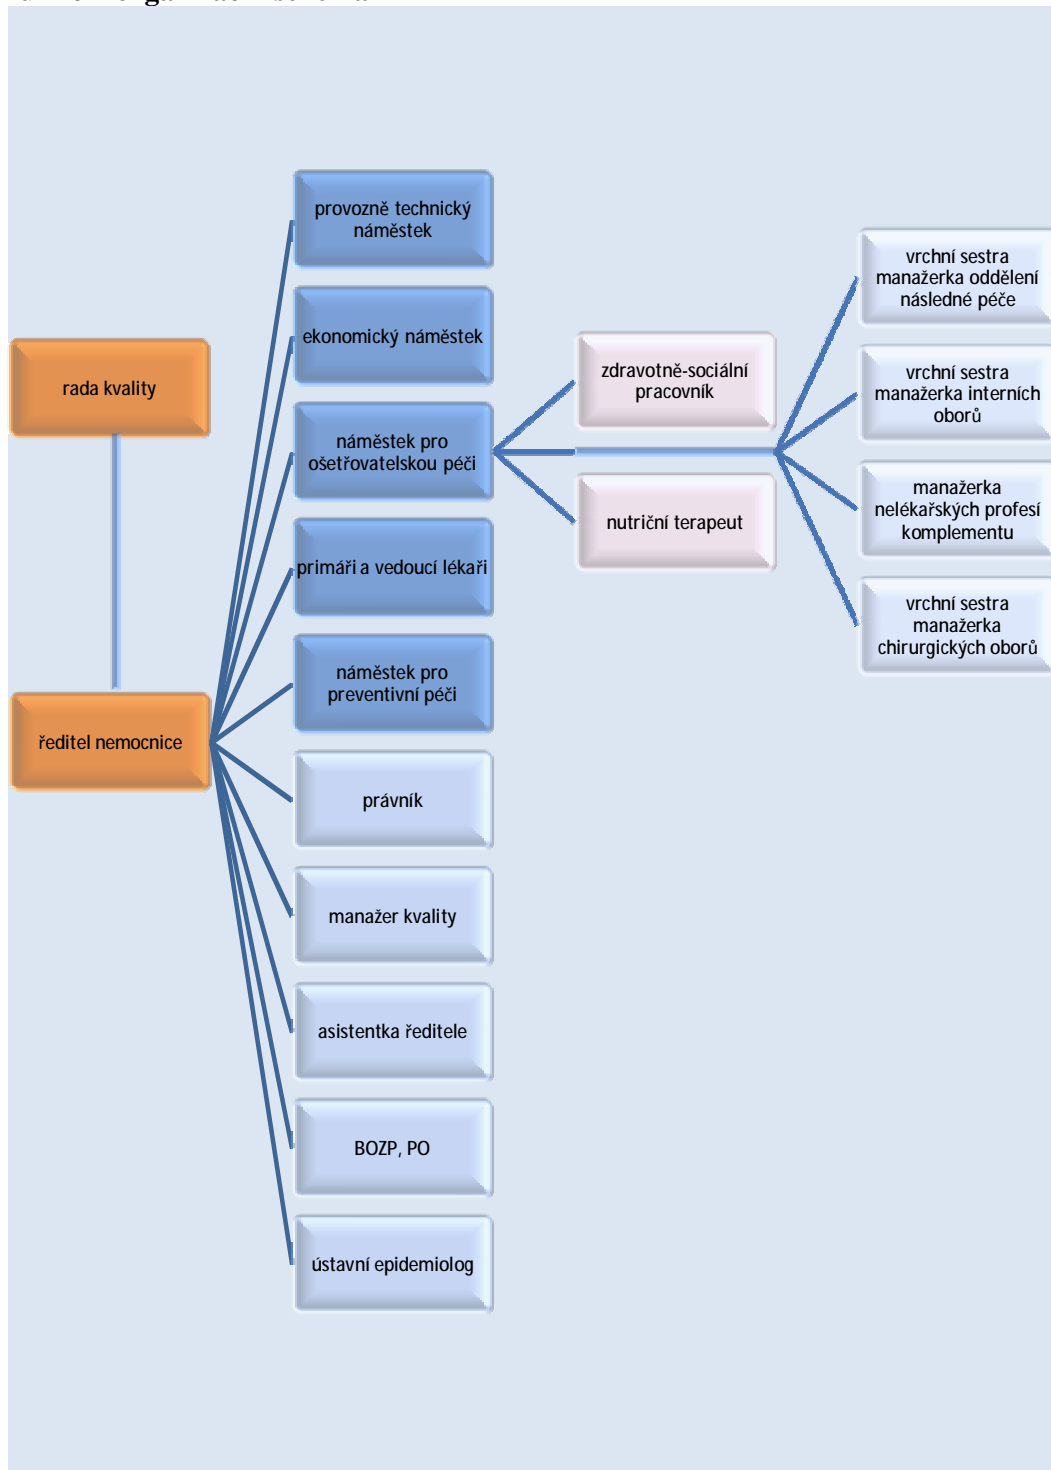 rada kvality
ředitel nemocnice
provozně technický
náměstek
ekonomický náměstek
náměstek pro
ošetřovatelskou péči
primáři a vedoucí lékaři
náměstek pro
preventivní péči
právník
manažer kvality
asistentka ředitele
BOZP, PO
ústavní epidemiolog
zdravotně-sociální
pracovník
nutriční terapeut
vrchní sestra
manažerka oddělení
následné péče
vrchní sestra
manažerka interních
oborů
manažerka
nelékařských profesí
komplementu
vrchní sestra
manažerka
chirurgických oborů